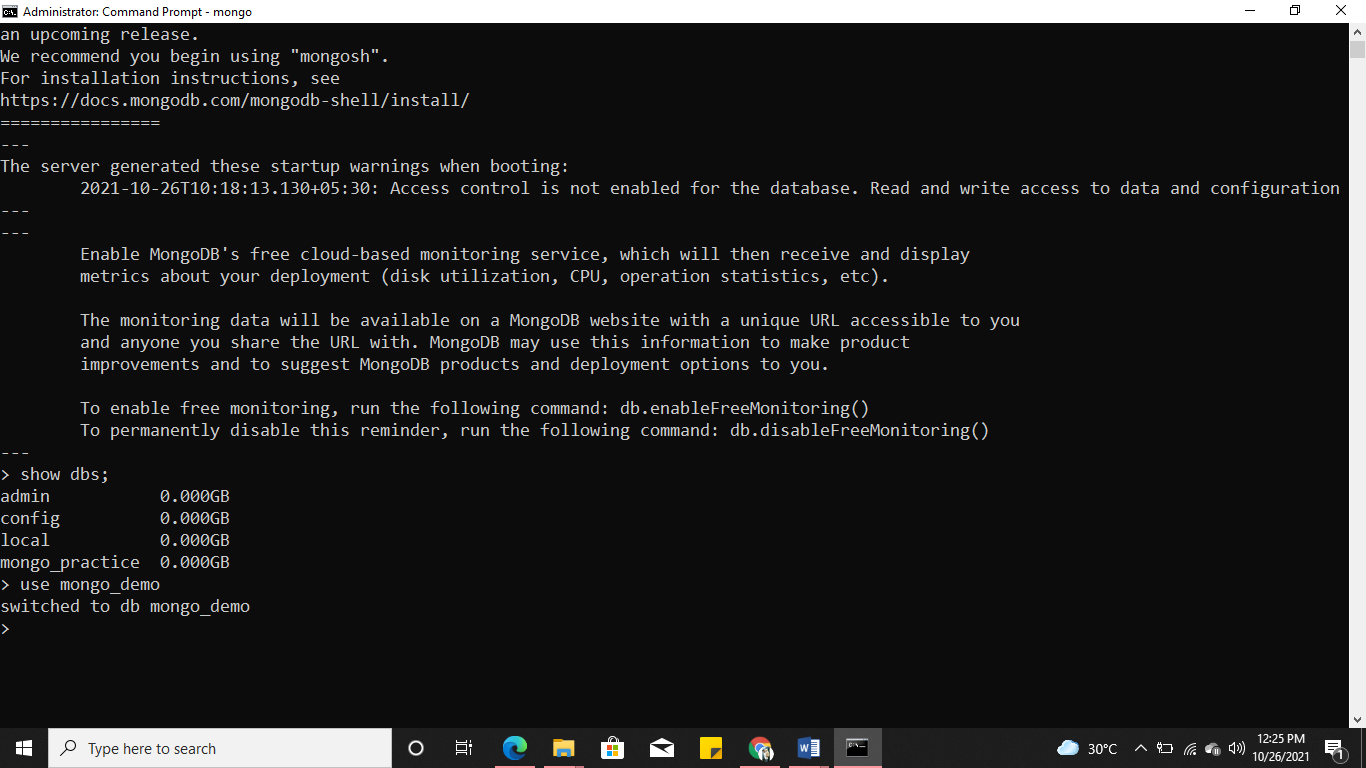 Administrator: Command Prompt - mongo
an upcoming release.
We recommend you begin using "mongosh".
For installation instructions, see
https://docs.mongodb.com/mongodb-shell/install/
================
---
The server generated these startup warnings when booting:
        2021-10-26T10:18:13.130+05:30: Access control is not enabled for the database. Read and write access to data and configuration
---
---
        Enable MongoDB's free cloud-based monitoring service, which will then receive and display
        metrics about your deployment (disk utilization, CPU, operation statistics, etc).

        The monitoring data will be available on a MongoDB website with a unique URL accessible to you
        and anyone you share the URL with. MongoDB may use this information to make product
        improvements and to suggest MongoDB products and deployment options to you.

        To enable free monitoring, run the following command: db.enableFreeMonitoring()
        To permanently disable this reminder, run the following command: db.disableFreeMonitoring()
---
> show dbs;
admin           0.000GB
config          0.000GB
local           0.000GB
mongo_practice  0.000GB
> use mongo_demo
switched to db mongo_demo
>
Type here to search
30°C
12:25 PM
10/26/2021
1